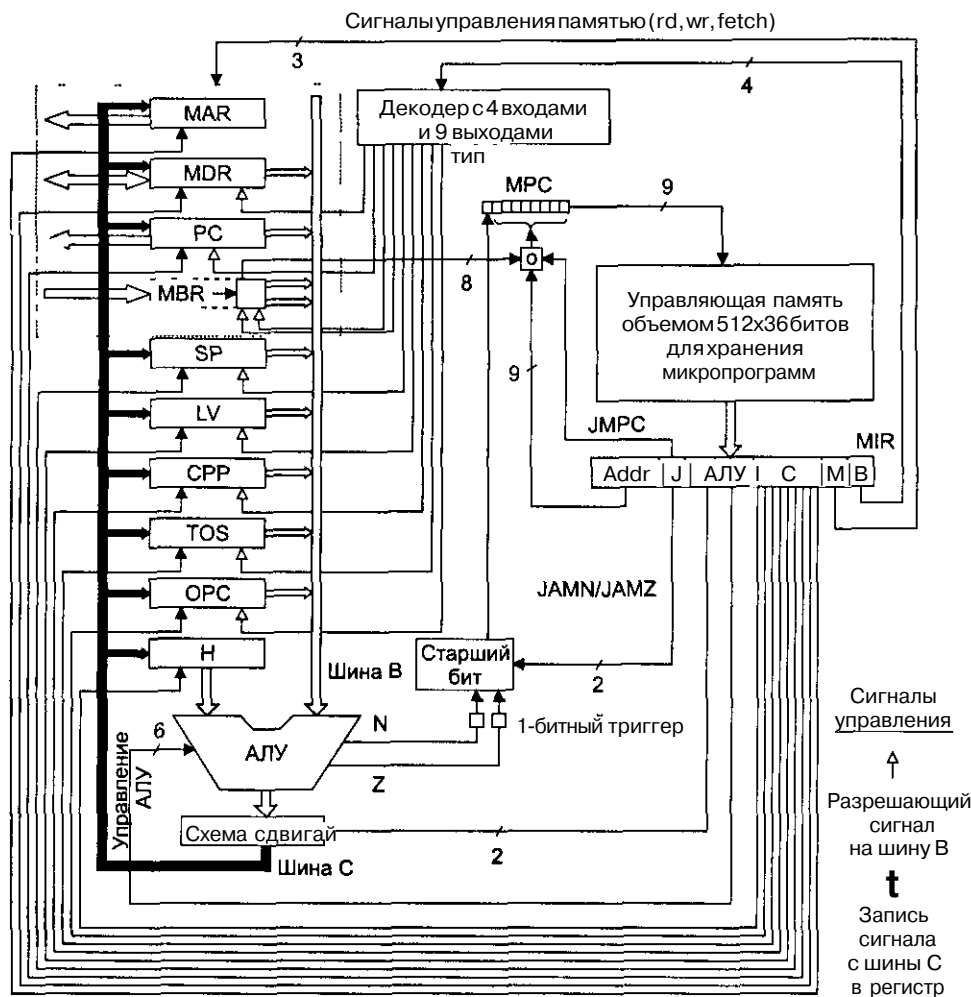 Сигналы управления памятью (rd, wr, fetch)
3
4
MAR
MDR
PC
MBR
SP
LV
CPP
TOS
OPC
H
Декодер с 4 входами
и 9 выходами
тип
MPC
9
8
o
9
Управляющая память
объемом 512x36 битов
для хранения
микропрограмм
JMPC
MIR
Addr J АЛУ I C M B
JAMN/JAMZ
Старший
бит
2
1-битный триггер
Шина В
N
Z
6
АЛУ
Управление
АЛУ
Схема сдвигай
2
Шина С
Сигналы
управления
Разрешающий
сигнал
на шину В
t
Запись
сигнала
с шины С
в регистр